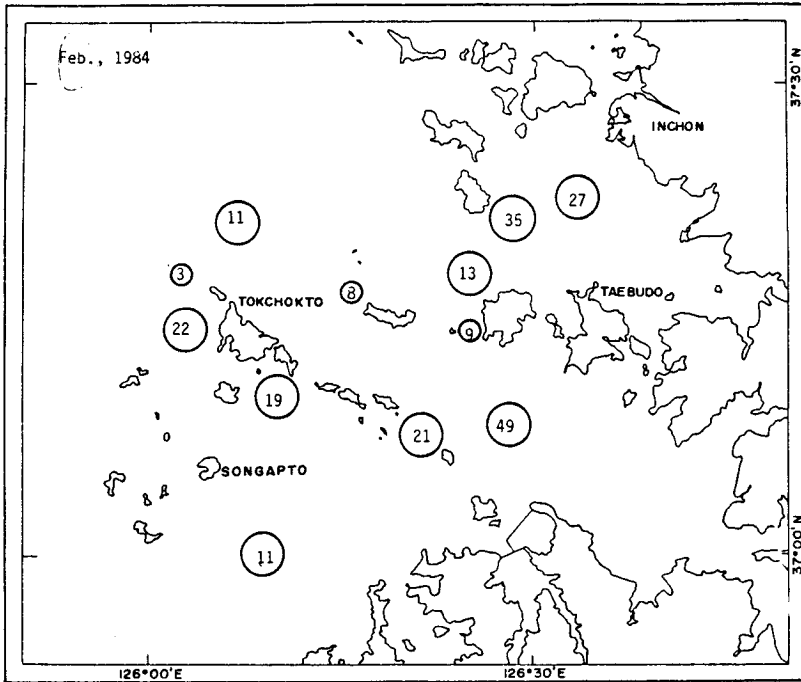 Feb., 1984
37°30'N
INCHON
27
35
11
13
3
8
TOKCHOKTO
TAEBUDO
22
9
19
49
21
SONGAPTO
11
37°00'N
126°00'E
126°30'E